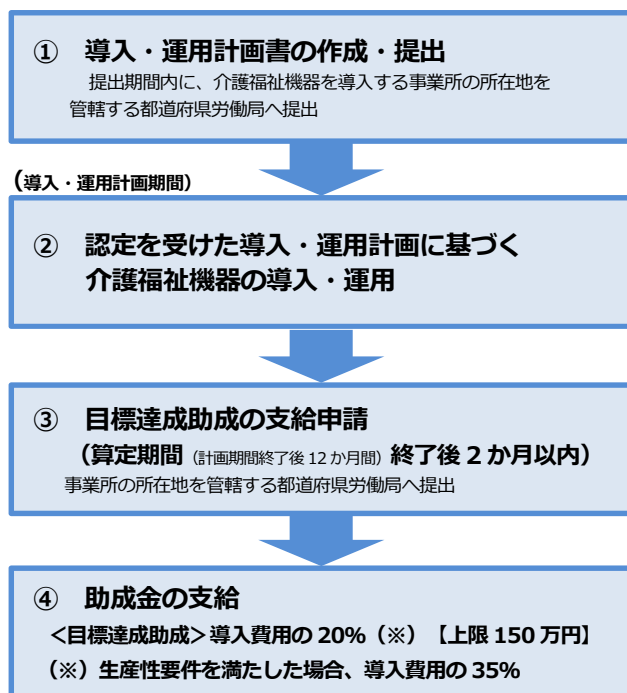 ① 導入・運用計画書の作成・提出
提出期間内に、介護福祉機器を導入する事業所の所在地を
管轄する都道府県労働局へ提出
(導入・運用計画期間)
② 認定を受けた導入・運用計画に基づく
介護福祉機器の導入・運用
③ 目標達成助成の支給申請
（算定期間（計画期間終了後 12 か月間）終了後 2 か月以内）
事業所の所在地を管轄する都道府県労働局へ提出
④ 助成金の支給
＜目標達成助成＞導入費用の 20%（※）【上限 150 万円】
（※）生産性要件を満たした場合、導入費用の 35%